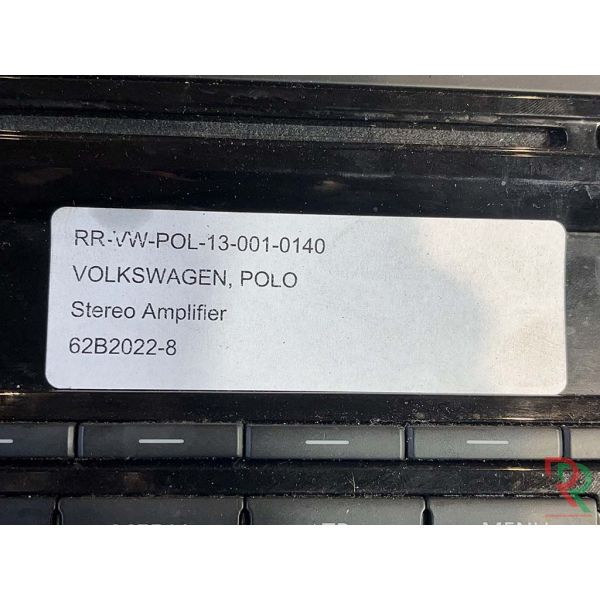 RR-VW-POL-13-001-0140
VOLKSWAGEN, POLO
Stereo Amplifier
62B2022-8